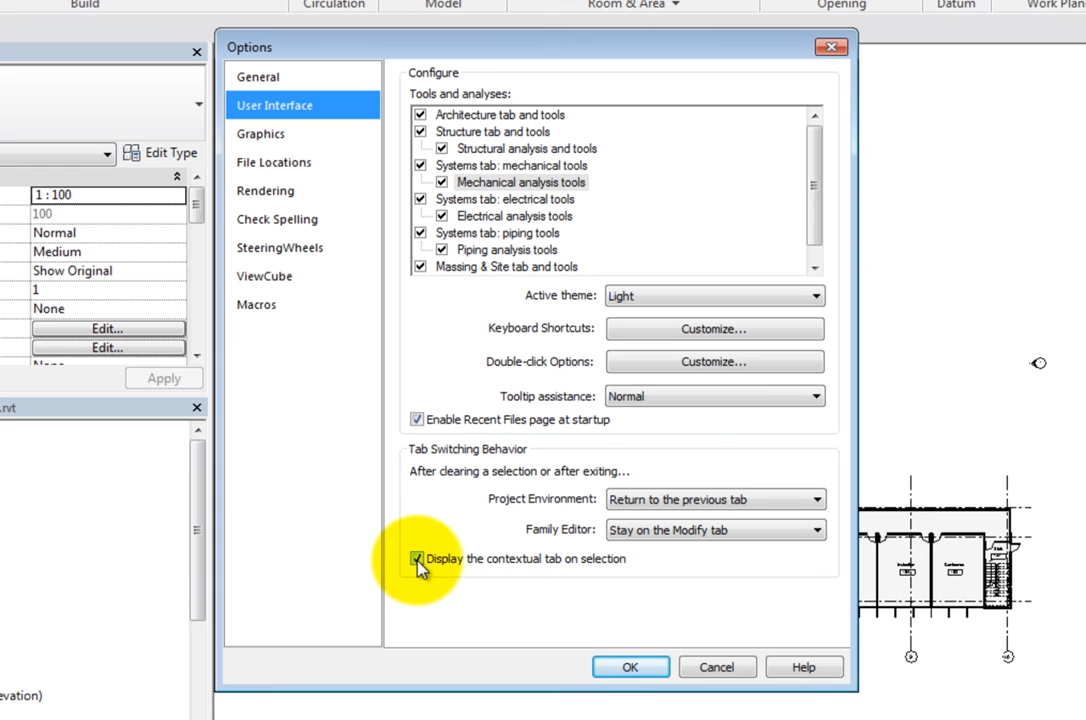 Build
Circulation
Model
Room & Area
Opening
Datum
Work Plan
Options
General
User Interface
Graphics
File Locations
Rendering
Check Spelling
SteeringWheels
ViewCube
Macros
Edit Type
1 : 100
100
Normal
Medium
Show Original
1
None
Edit...
Edit...
Apply
.rvt
evation)
Configure
Tools and analyses:
Architecture tab and tools
Structure tab and tools
Structural analysis and tools
Systems tab: mechanical tools
Mechanical analysis tools
Systems tab: electrical tools
Electrical analysis tools
Systems tab: piping tools
Piping analysis tools
Massing & Site tab and tools
Active theme: Light
Keyboard Shortcuts: Customize...
Double-click Options: Customize...
Tooltip assistance: Normal
Enable Recent Files page at startup
Tab Switching Behavior
After clearing a selection or after exiting...
Project Environment: Return to the previous tab
Family Editor: Stay on the Modify tab
Display the contextual tab on selection
OK
Cancel
Help